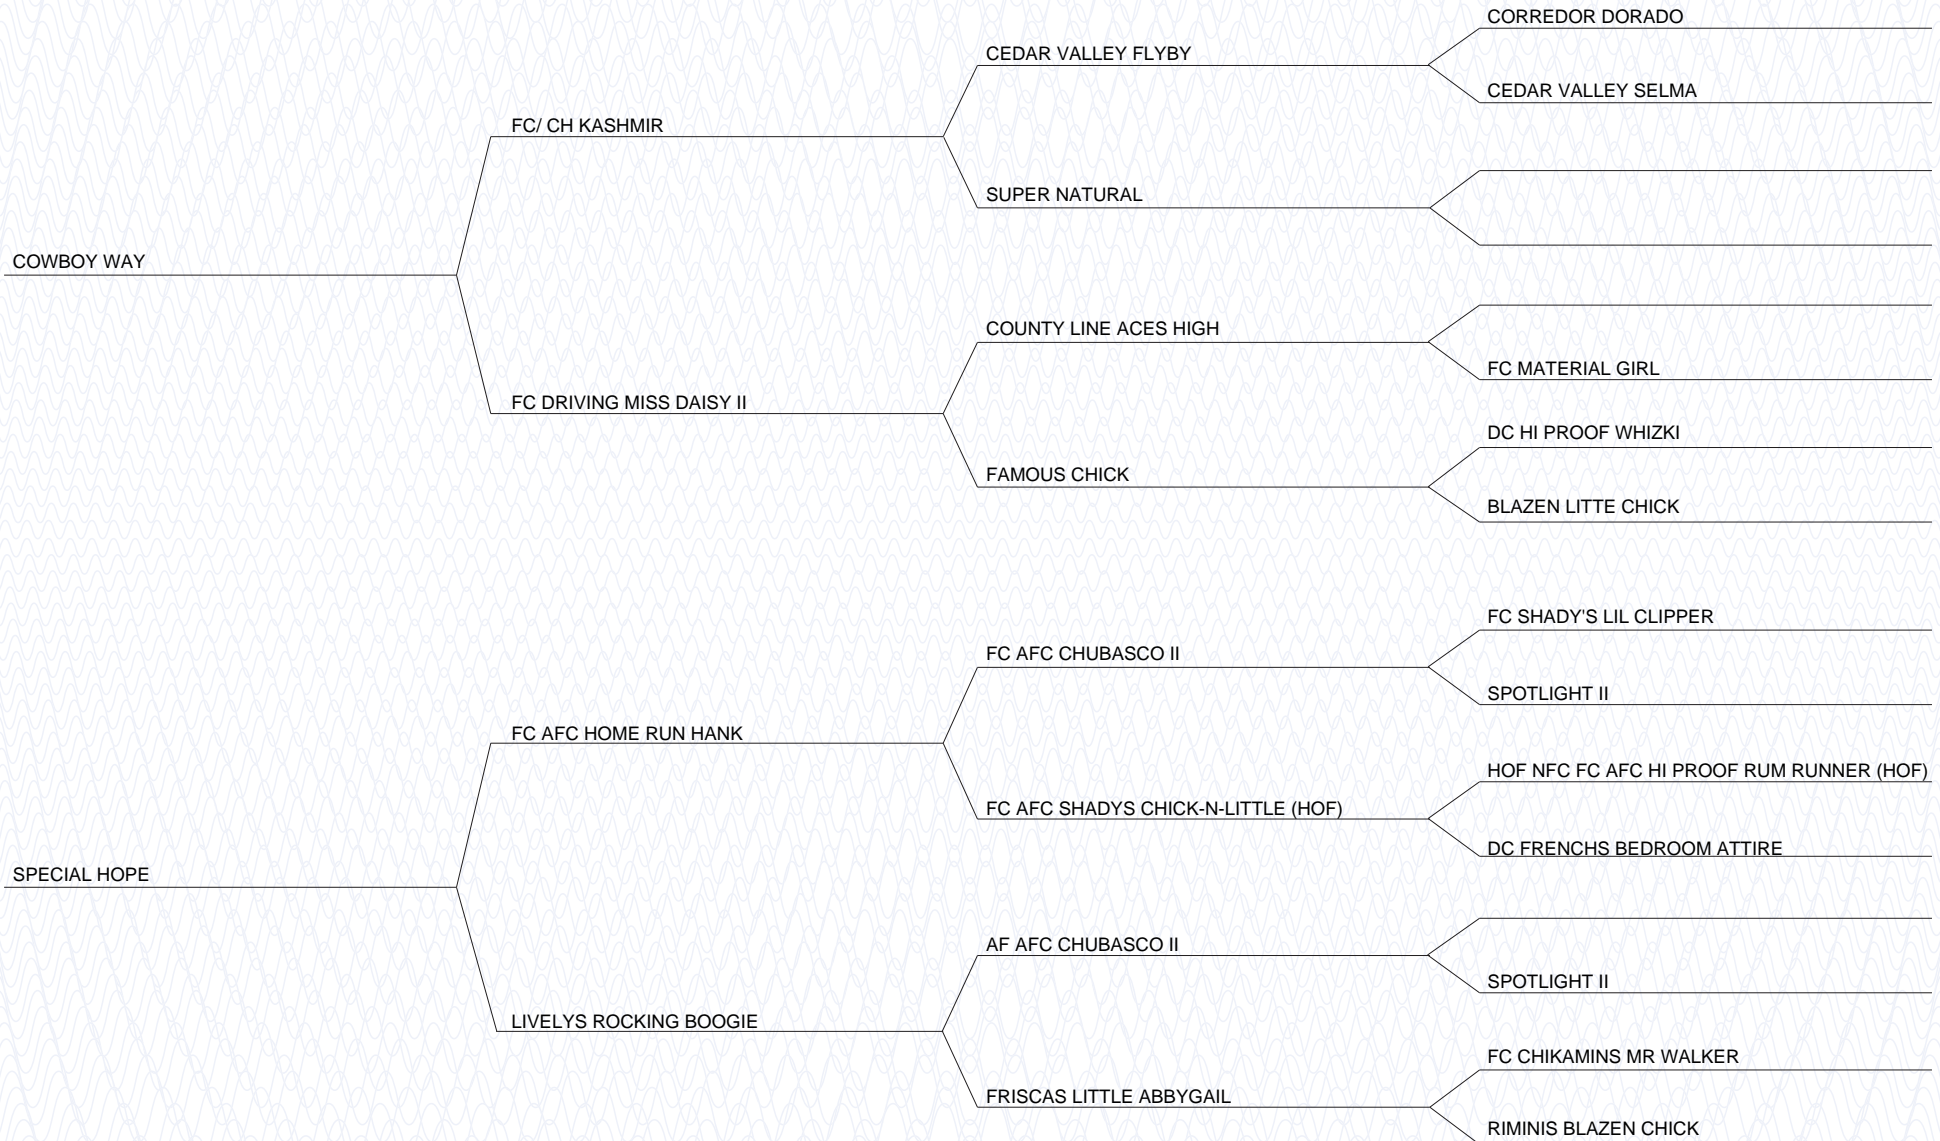 CORREDOR DORADO
CEDAR VALLEY FLYBY
CEDAR VALLEY SELMA
FC/ CH KASHMIR
SUPER NATURAL
COWBOY WAY
COUNTY LINE ACES HIGH
FC MATERIAL GIRL
FC DRIVING MISS DAISY II
DC HI PROOF WHIZKI
FAMOUS CHICK
BLAZEN LITTE CHICK
FC SHADY'S LIL CLIPPER
FC AFC CHUBASCO II
SPOTLIGHT II
FC AFC HOME RUN HANK
HOF NFC FC AFC HI PROOF RUM RUNNER (HOF)
FC AFC SHADYS CHICK-N-LITTLE (HOF)
DC FRENCHS BEDROOM ATTIRE
SPECIAL HOPE
AF AFC CHUBASCO II
SPOTLIGHT II
LIVELYS ROCKING BOOGIE
FC CHIKAMINS MR WALKER
FRISCAS LITTLE ABBYGAIL
RIMINIS BLAZEN CHICK